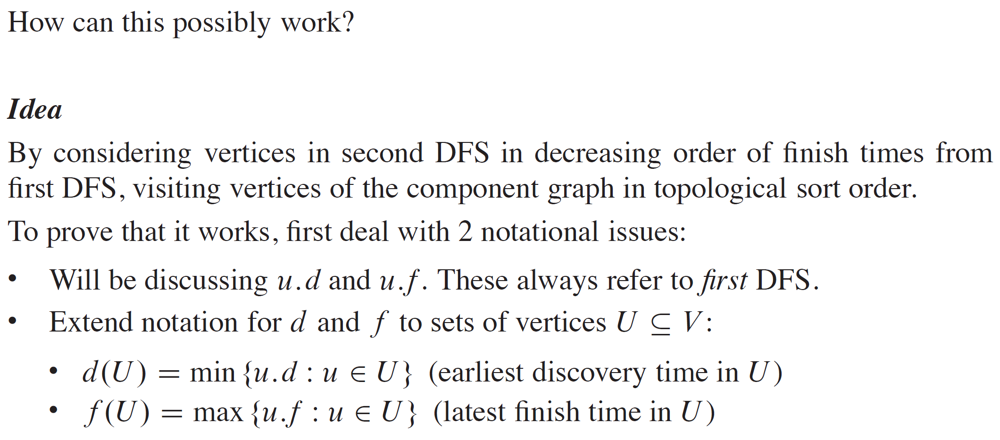 How can this possibly work?
Idea
By considering vertices in second DFS in decreasing order of finish times from
first DFS, visiting vertices of the component graph in topological sort order.
To prove that it works, first deal with 2 notational issues:
• Will be discussing u.d and u.f. These always refer to first DFS.
• Extend notation for d and f to sets of vertices U ⊆ V:
• d(U) = min {u.d : u ∈ U} (earliest discovery time in U)
• f(U) = max {u.f : u ∈ U} (latest finish time in U)